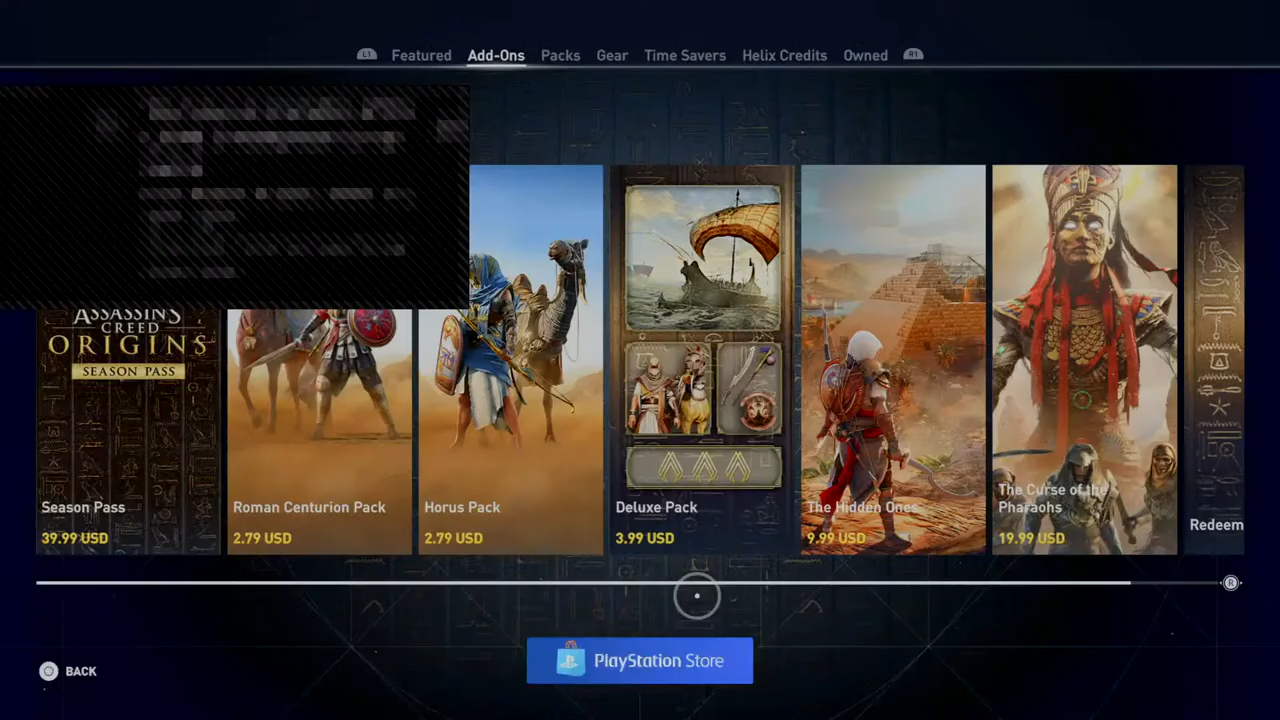 L1 Featured Add-Ons Packs Gear Time Savers Helix Credits Owned R1
ASSASSIN'S
CREED
ORIGINS
SEASON PASS
Season Pass
39.99 USD
Roman Centurion Pack
2.79 USD
Horus Pack
2.79 USD
Deluxe Pack
3.99 USD
The Hidden Ones
9.99 USD
The Curse of the
Pharaohs
19.99 USD
Redeem
R
PlayStation Store
BACK